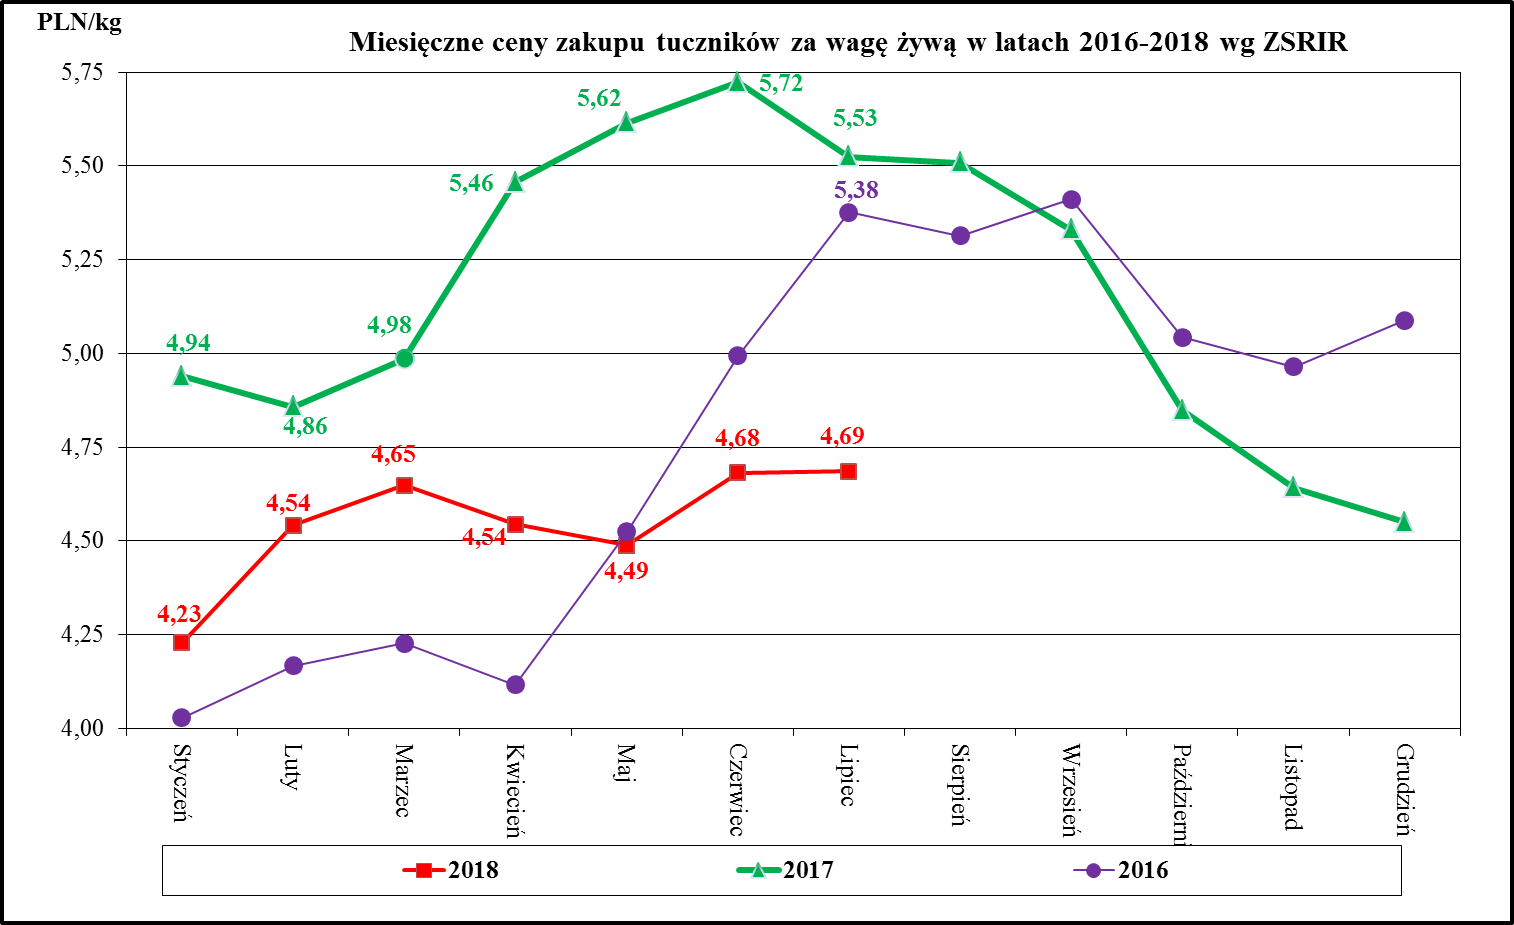 PLN/kg
Miesięczne ceny zakupu tuczników za wagę żywą w latach 2016-2018 wg ZSRIR
5,75
5,50
5,25
5,00
4,75
4,50
4,25
4,00
4,94
4,86
4,98
5,46
5,62
5,72
5,53
5,38
4,23
4,54
4,65
4,54
4,49
4,68
4,69
Styczeń
Luty
Marzec
Kwiecień
Maj
Czerwiec
Lipiec
Sierpień
Wrzesień
Październi
Listopad
Grudzień
2018
2017
2016